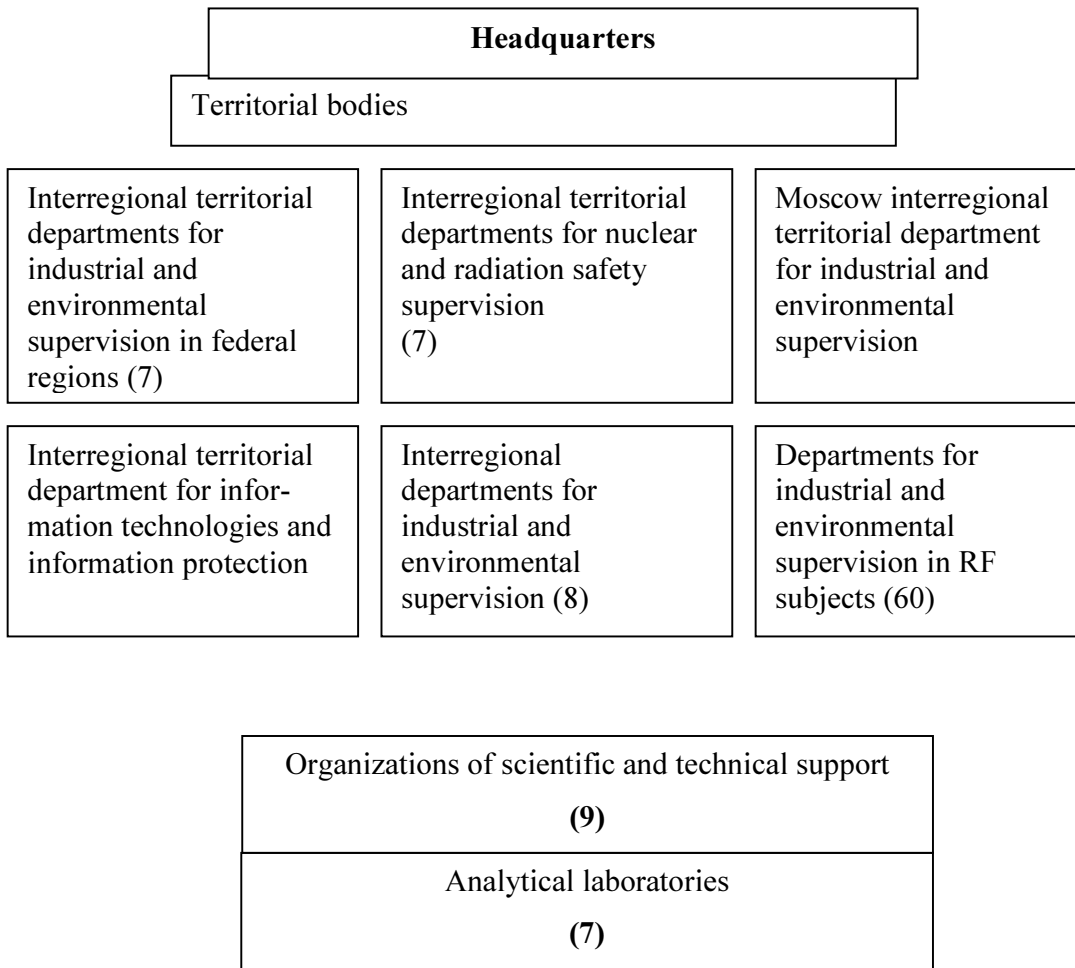 Headquarters
Territorial bodies
Interregional territorial
departments for
industrial and
environmental
supervision in federal
regions (7)
Interregional territorial
departments for nuclear
and radiation safety
supervision
(7)
Moscow interregional
territorial department
for industrial and
environmental
supervision
Interregional territorial
department for infor-
mation technologies and
information protection
Interregional
departments for
industrial and
environmental
supervision (8)
Departments for
industrial and
environmental
supervision in RF
subjects (60)
Organizations of scientific and technical support
(9)
Analytical laboratories
(7)